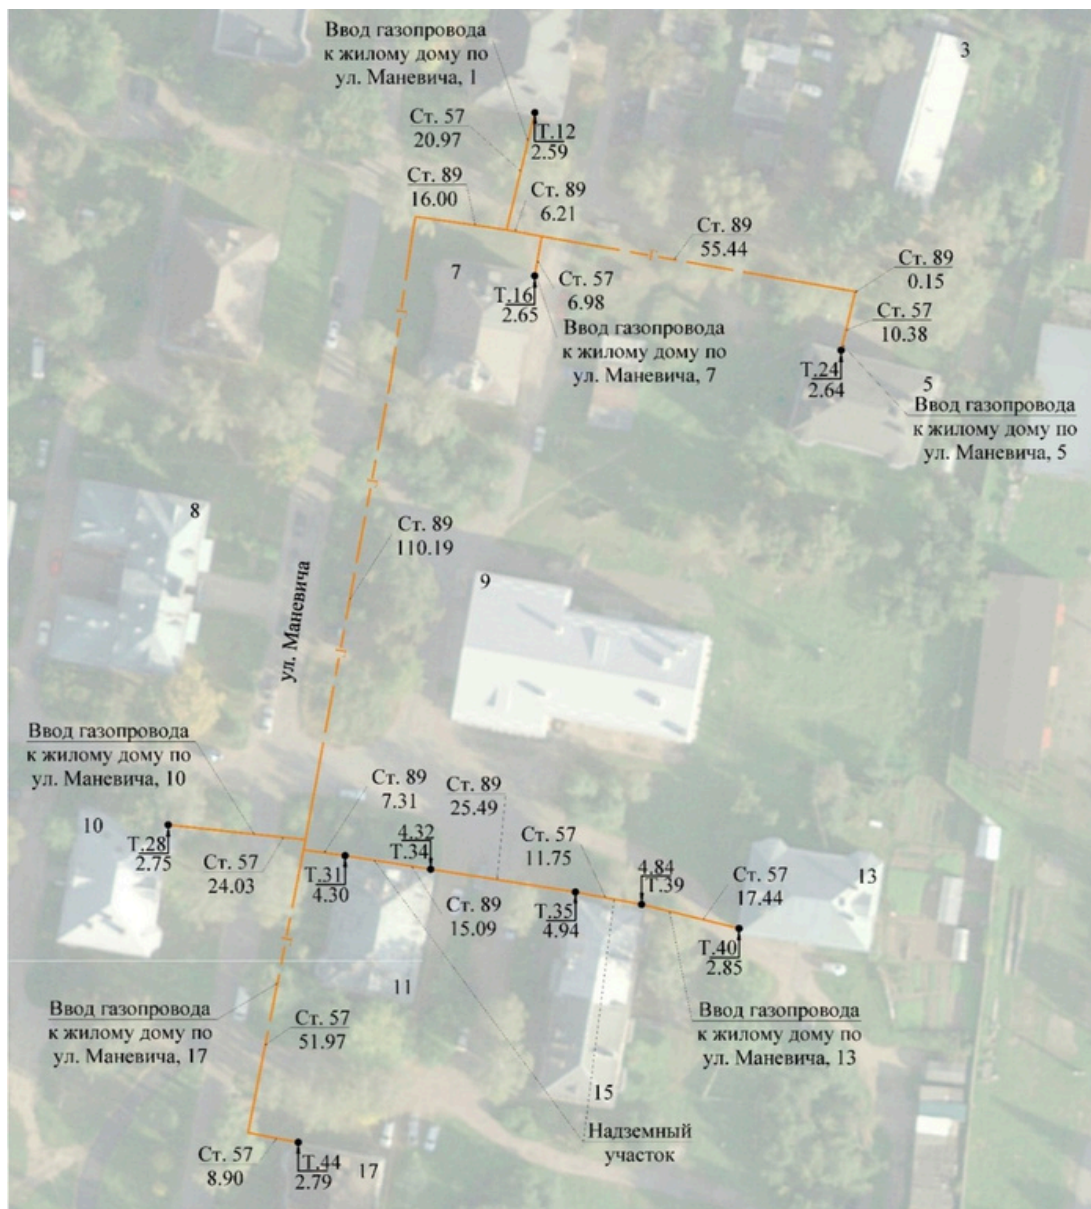 Ввод газопровода
к жилому дому по
ул. Маневича, 1
3
Ст. 57
20.97
Т.12
2.59
Ст. 89
16.00
Ст. 89
6.21
Ст. 89
55.44
Ст. 89
0.15
7
Т.16
2.65
Ст. 57
6.98
Ввод газопровода
к жилому дому по
ул. Маневича, 7
Ст. 57
10.38
Т.24
2.64
5
Ввод газопровода
к жилому дому по
ул. Маневича, 5
8
Ст. 89
110.19
ул. Маневича
9
Ввод газопровода
к жилому дому по
ул. Маневича, 10
10
Т.28
2.75
Ст. 57
24.03
Ст. 89
7.31
Ст. 89
25.49
4.32
Т.34
Т.31
4.30
Ст. 89
15.09
Ст. 57
11.75
Т.35
4.94
4.84
Т.39
Ст. 57
17.44
13
Т.40
2.85
11
Ввод газопровода
к жилому дому по
ул. Маневича, 17
Ст. 57
51.97
Ввод газопровода
к жилому дому по
ул. Маневича, 13
15
Надземный
участок
Ст. 57
8.90
Т.44
2.79
17